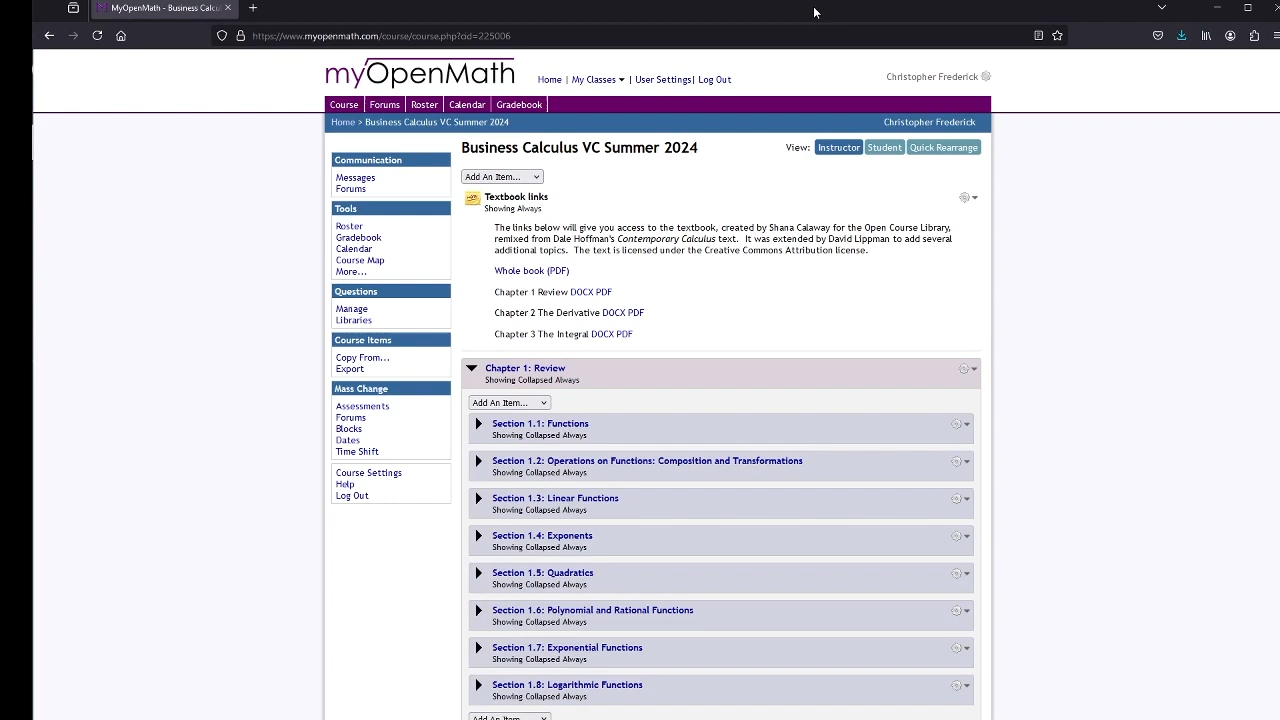 MyOpenMath - Business Calcul
https://www.myopenmath.com/course/course.php?cid=225006
myOpenMath
Home | My Classes | User Settings | Log Out
Christopher Frederick
Course Forums Roster Calendar Gradebook
Home > Business Calculus VC Summer 2024
Christopher Frederick
Communication
Messages
Forums
Tools
Roster
Gradebook
Calendar
Course Map
More...
Questions
Manage
Libraries
Course Items
Copy From...
Export
Mass Change
Assessments
Forums
Blocks
Dates
Time Shift
Course Settings
Help
Log Out
Business Calculus VC Summer 2024
View: Instructor Student Quick Rearrange
Add An Item...
Textbook links
Showing Always
The links below will give you access to the textbook, created by Shana Calaway for the Open Course Library,
remixed from Dale Hoffman's Contemporary Calculus text. It was extended by David Lippman to add several
additional topics. The text is licensed under the Creative Commons Attribution license.
Whole book (PDF)
Chapter 1 Review DOCX PDF
Chapter 2 The Derivative DOCX PDF
Chapter 3 The Integral DOCX PDF
Chapter 1: Review
Showing Collapsed Always
Add An Item...
Section 1.1: Functions
Showing Collapsed Always
Section 1.2: Operations on Functions: Composition and Transformations
Showing Collapsed Always
Section 1.3: Linear Functions
Showing Collapsed Always
Section 1.4: Exponents
Showing Collapsed Always
Section 1.5: Quadratics
Showing Collapsed Always
Section 1.6: Polynomial and Rational Functions
Showing Collapsed Always
Section 1.7: Exponential Functions
Showing Collapsed Always
Section 1.8: Logarithmic Functions
Showing Collapsed Always
Add An Item...